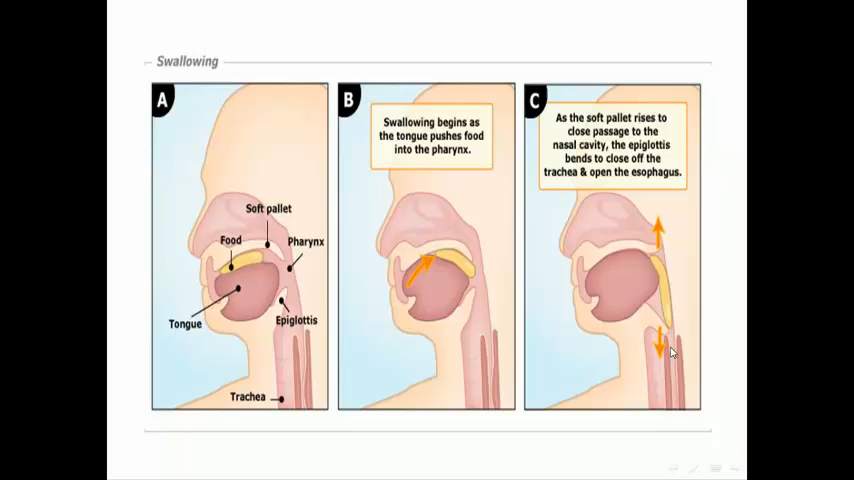 Swallowing
A
Soft pallet
Food
Pharynx
Tongue
Epiglottis
Trachea
B
Swallowing begins as
the tongue pushes food
into the pharynx.
C
As the soft pallet rises to
close passage to the
nasal cavity, the epiglottis
bends to close off the
trachea & open the esophagus.